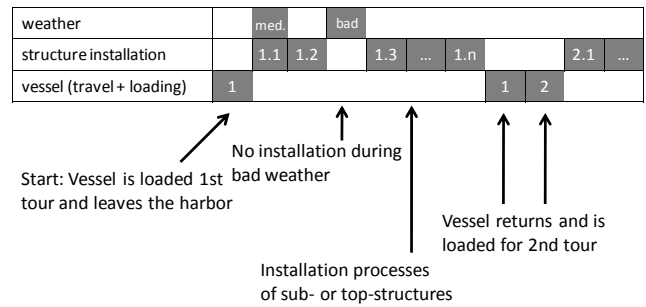 weather med. bad
structure installation 1.1 1.2 1.3 ... 1.n 2.1 ...
vessel (travel + loading) 1 1 2
Start: Vessel is loaded 1st
tour and leaves the harbor
No installation during
bad weather
Installation processes
of sub- or top-structures
Vessel returns and is
loaded for 2nd tour